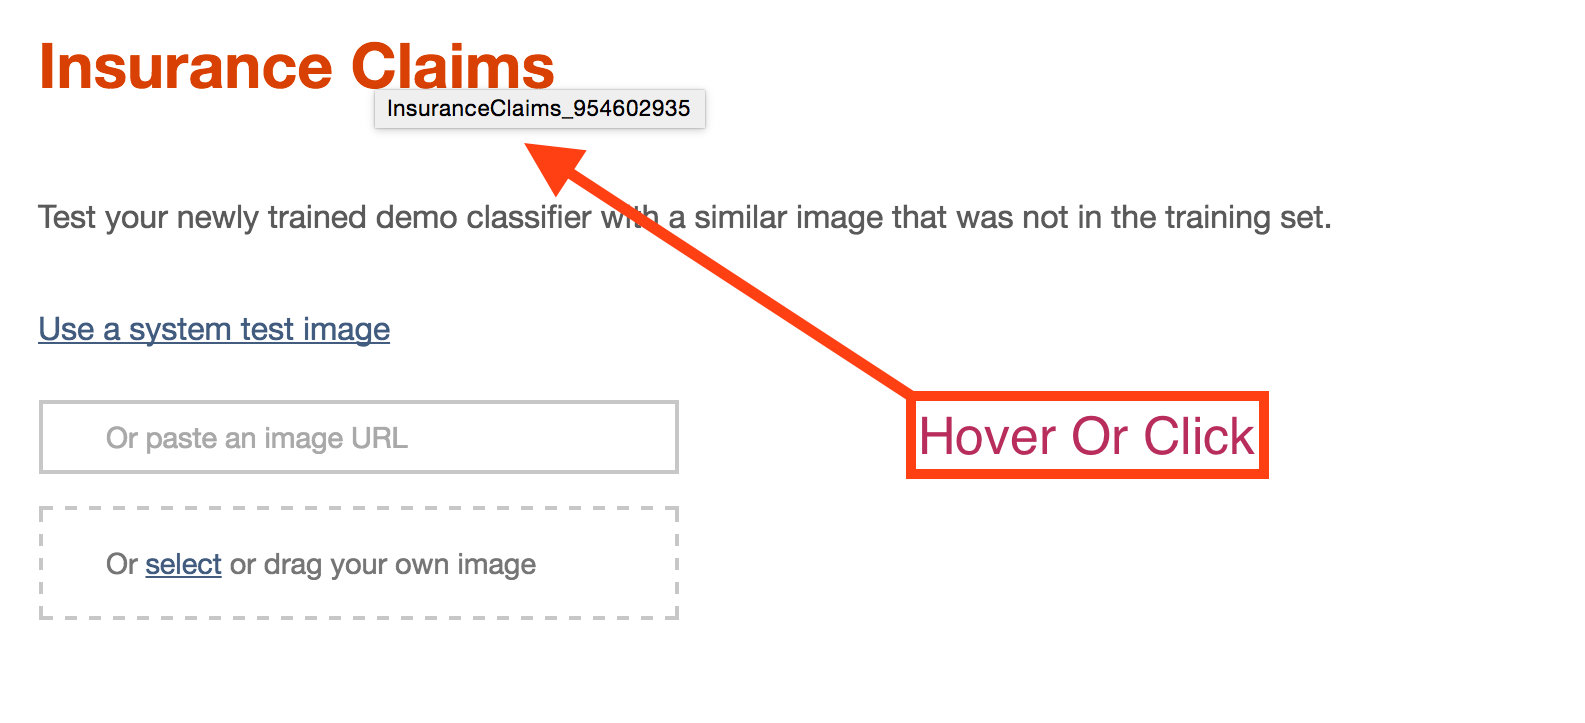 Insurance Claims
InsuranceClaims_954602935
Test your newly trained demo classifier with a similar image that was not in the training set.
Use a system test image
Or paste an image URL
Hover Or Click
Or select or drag your own image